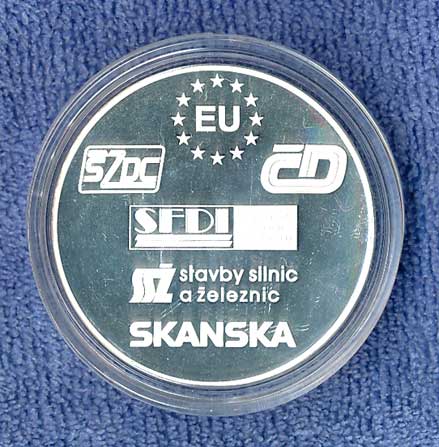 EU
SŽDC
ČD
SFDI
SSŽ stavby silnic
a železnic
SKANSKA